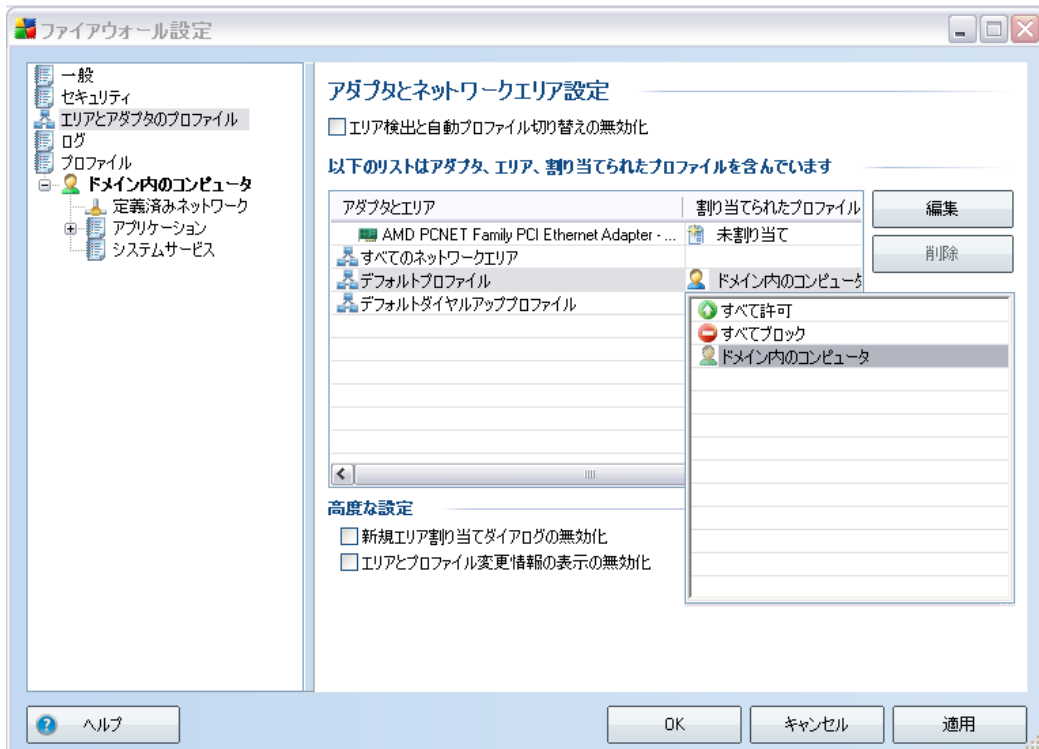 ファイアウォール設定
一般
セキュリティ
エリアとアダプタのプロファイル
ログ
プロファイル
ドメイン内のコンピュータ
定義済みネットワーク
アプリケーション
システムサービス
アダプタとネットワークエリア設定
エリア検出と自動プロファイル切り替えの無効化
以下のリストはアダプタ、エリア、割り当てられたプロファイルを含んでいます
アダプタとエリア 割り当てられたプロファイル
AMD PCNET Family PCI Ethernet Adapter - ... 未割り当て
すべてのネットワークエリア
デフォルトプロファイル ドメイン内のコンピュータ
デフォルトダイヤルアッププロファイル
すべて許可
すべてブロック
ドメイン内のコンピュータ
編集
削除
高度な設定
新規エリア割り当てダイアログの無効化
エリアとプロファイル変更情報の表示の無効化
ヘルプ
OK
キャンセル
適用